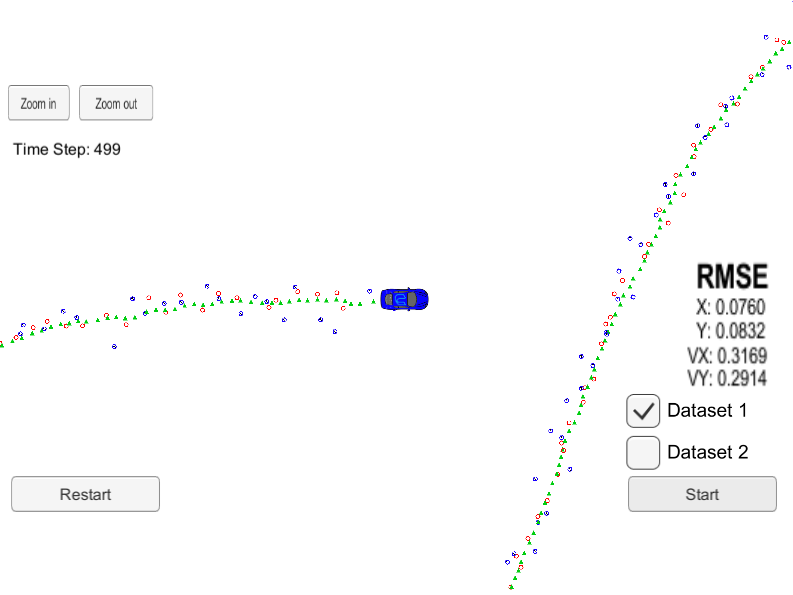 Zoom in
Zoom out
Time Step: 499
RMSE
X: 0.0760
Y: 0.0832
VX: 0.3169
VY: 0.2914
Dataset 1
Dataset 2
Restart
Start